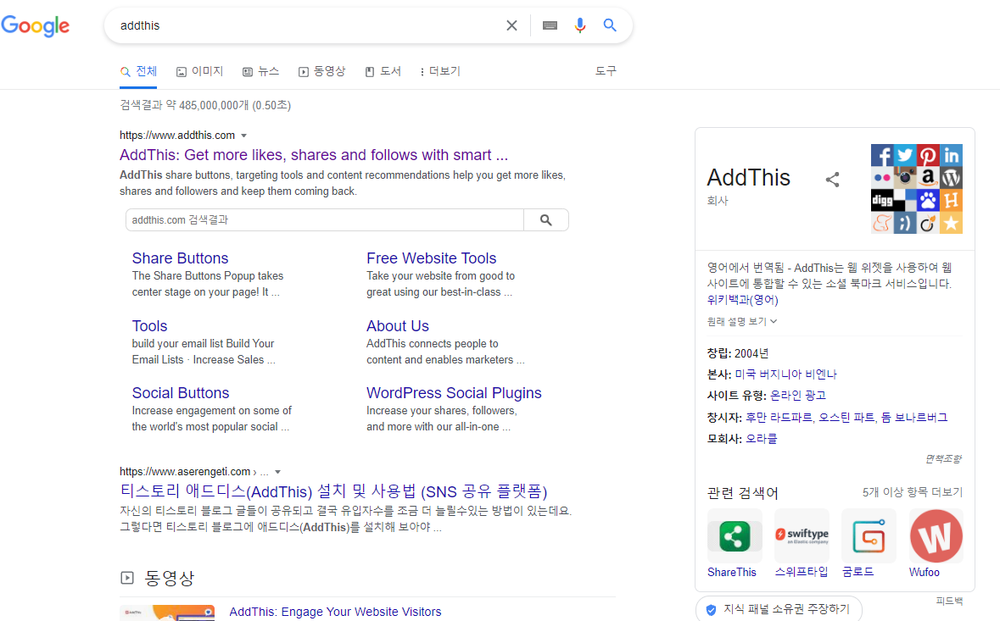 Google
addthis
전체 이미지 뉴스 동영상 도서 더보기 도구
검색결과 약 485,000,000개 (0.50초)
https://www.addthis.com
AddThis: Get more likes, shares and follows with smart ...
AddThis share buttons, targeting tools and content recommendations help you get more likes,
shares and followers and keep them coming back.
addthis.com 검색결과
Share Buttons
The Share Buttons Popup takes
center stage on your page! It ...
Free Website Tools
Take your website from good to
great using our best-in-class ...
Tools
build your email list Build Your
Email Lists · Increase Sales ...
About Us
AddThis connects people to
content and enables marketers ...
Social Buttons
Increase engagement on some of
the world's most popular social ...
WordPress Social Plugins
Increase your shares, followers,
and more with our all-in-one ...
https://www.aserengeti.com › ...
티스토리 애드디스(AddThis) 설치 및 사용법 (SNS 공유 플랫폼)
자신의 티스토리 블로그 글들이 공유되고 결국 유입자수를 조금 더 늘릴수있는 방법이 있는데요.
그렇다면 티스토리 블로그에 애드디스(AddThis)를 설치해 보아야 ...
동영상
AddThis: Engage Your Website Visitors
AddThis
회사
digg
영어에서 번역됨 - AddThis는 웹 위젯을 사용하여 웹
사이트에 통합할 수 있는 소셜 북마크 서비스입니다.
위키백과(영어)
원래 설명 보기
창립: 2004년
본사: 미국 버지니아 비엔나
사이트 유형: 온라인 광고
창시자: 후만 라드파르, 오스틴 파트, 돔 보나르버그
모회사: 오라클
면책조항
관련 검색어 5개 이상 항목 더보기
swiftype
an Elastic company
ShareThis 스위프타입 굼로드 Wufoo
지식 패널 소유권 주장하기
피드백